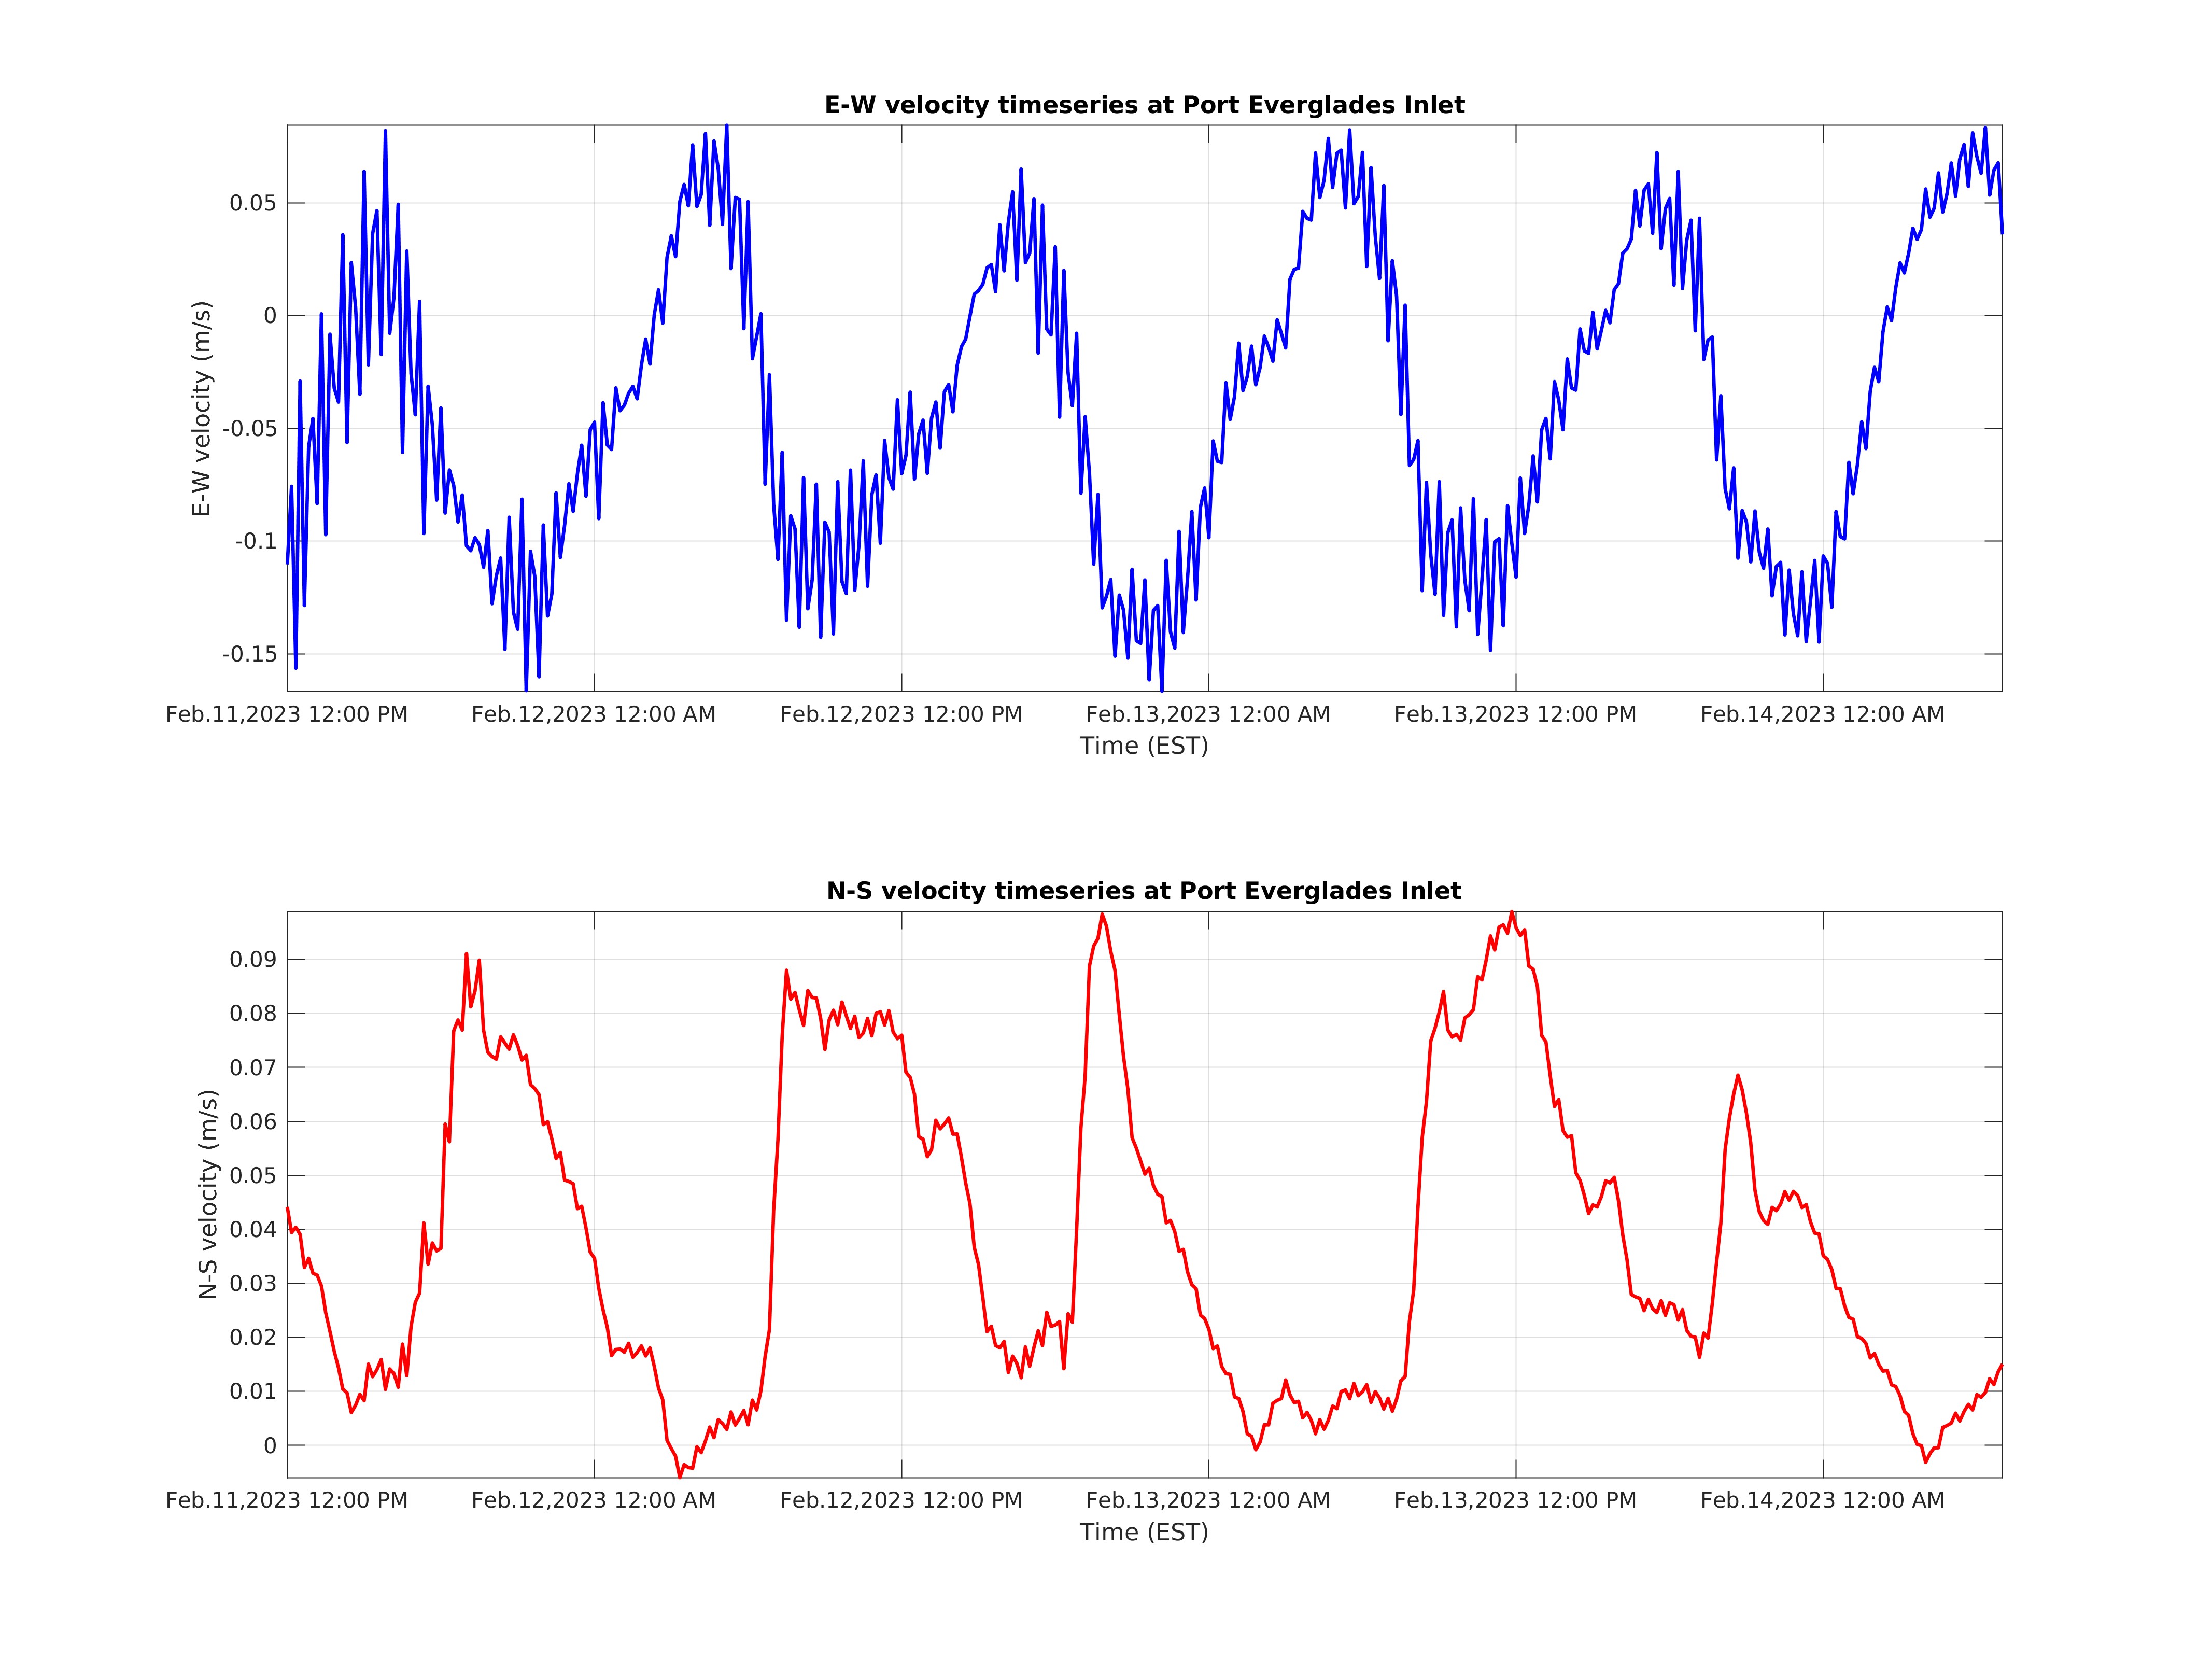 E-W velocity timeseries at Port Everglades Inlet
E-W velocity (m/s)
0.05
0
-0.05
-0.1
-0.15
Feb.11,2023 12:00 PM Feb.12,2023 12:00 AM Feb.12,2023 12:00 PM Feb.13,2023 12:00 AM Feb.13,2023 12:00 PM Feb.14,2023 12:00 AM
Time (EST)
N-S velocity timeseries at Port Everglades Inlet
N-S velocity (m/s)
0.09
0.08
0.07
0.06
0.05
0.04
0.03
0.02
0.01
0
Feb.11,2023 12:00 PM Feb.12,2023 12:00 AM Feb.12,2023 12:00 PM Feb.13,2023 12:00 AM Feb.13,2023 12:00 PM Feb.14,2023 12:00 AM
Time (EST)